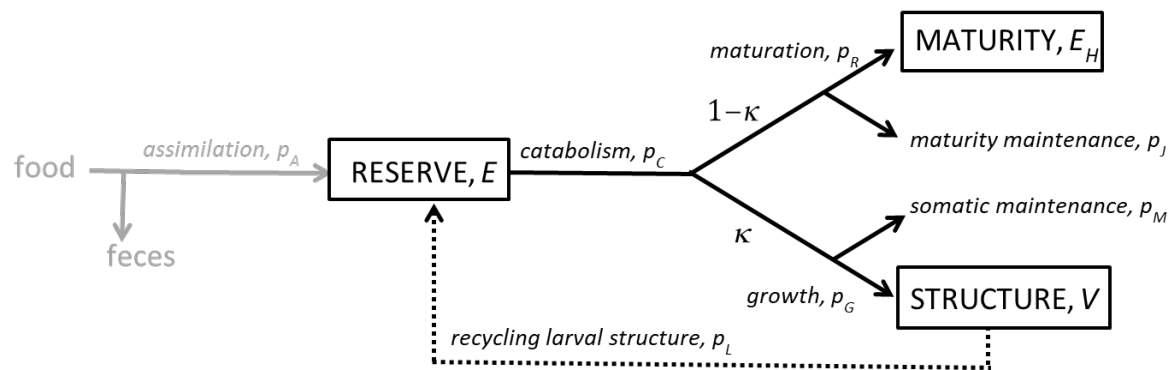 maturation, p_R
MATURITY, E_H
1−κ
assimilation, p_A
catabolism, p_C
maturity maintenance, p_J
food
RESERVE, E
somatic maintenance, p_M
κ
feces
growth, p_G
STRUCTURE, V
recycling larval structure, p_L